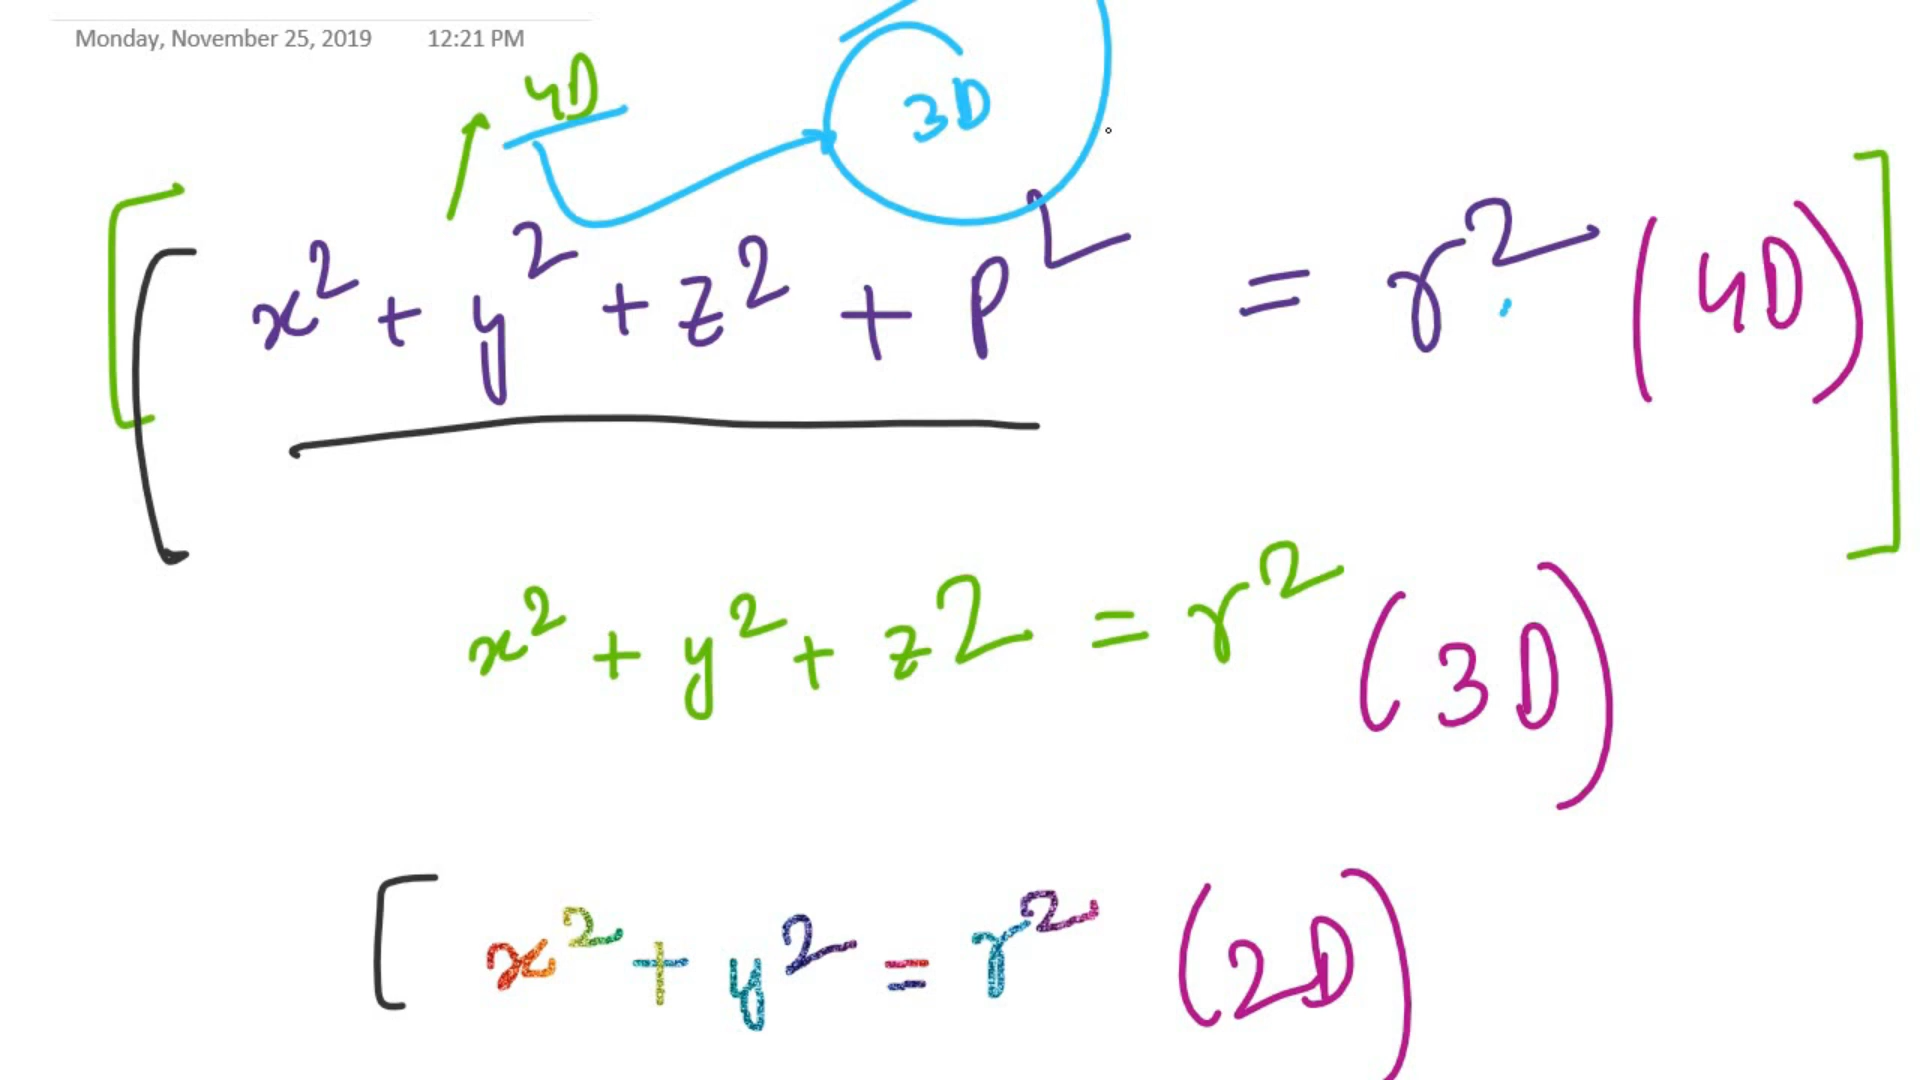 Monday, November 25, 2019 12:21 PM
4D
3D
x² + y² + z² + p² = r² (4D)
x² + y² + z2 = r² (3D)
x² + y² = r² (2D)